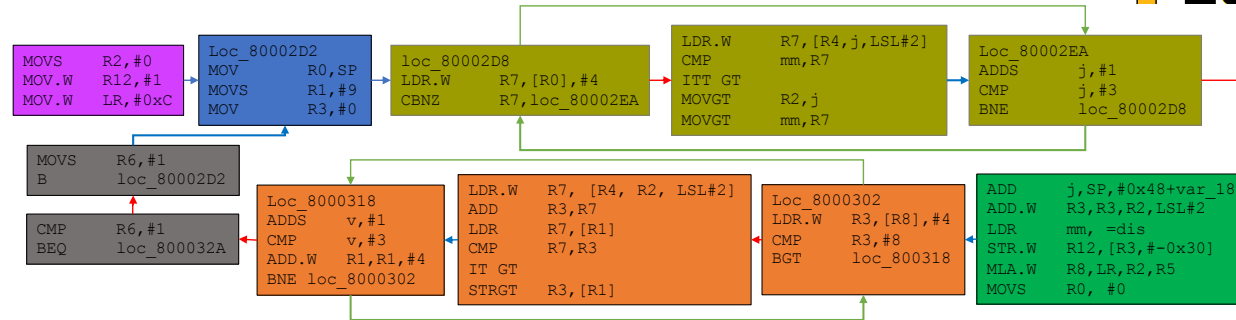 MOVS R2,#0
MOV.W R12,#1
MOV.W LR,#0xC
Loc_80002D2
MOV R0,SP
MOVS R1,#9
MOV R3,#0
loc_80002D8
LDR.W R7,[R0],#4
CBNZ R7,loc_80002EA
LDR.W R7,[R4,j,LSL#2]
CMP mm,R7
ITT GT
MOVGT R2,j
MOVGT mm,R7
Loc_80002EA
ADDS j,#1
CMP j,#3
BNE loc_80002D8
MOVS R6,#1
B loc_80002D2
CMP R6,#1
BEQ loc_800032A
Loc_8000318
ADDS v,#1
CMP v,#3
ADD.W R1,R1,#4
BNE loc_8000302
LDR.W R7, [R4, R2, LSL#2]
ADD R3,R7
LDR R7,[R1]
CMP R7,R3
IT GT
STRGT R3,[R1]
Loc_8000302
LDR.W R3,[R8],#4
CMP R3,#8
BGT loc_800318
ADD j,SP,#0x48+var_18
ADD.W R3,R3,R2,LSL#2
LDR mm, =dis
STR.W R12,[R3,#-0x30]
MLA.W R8,LR,R2,R5
MOVS R0, #0